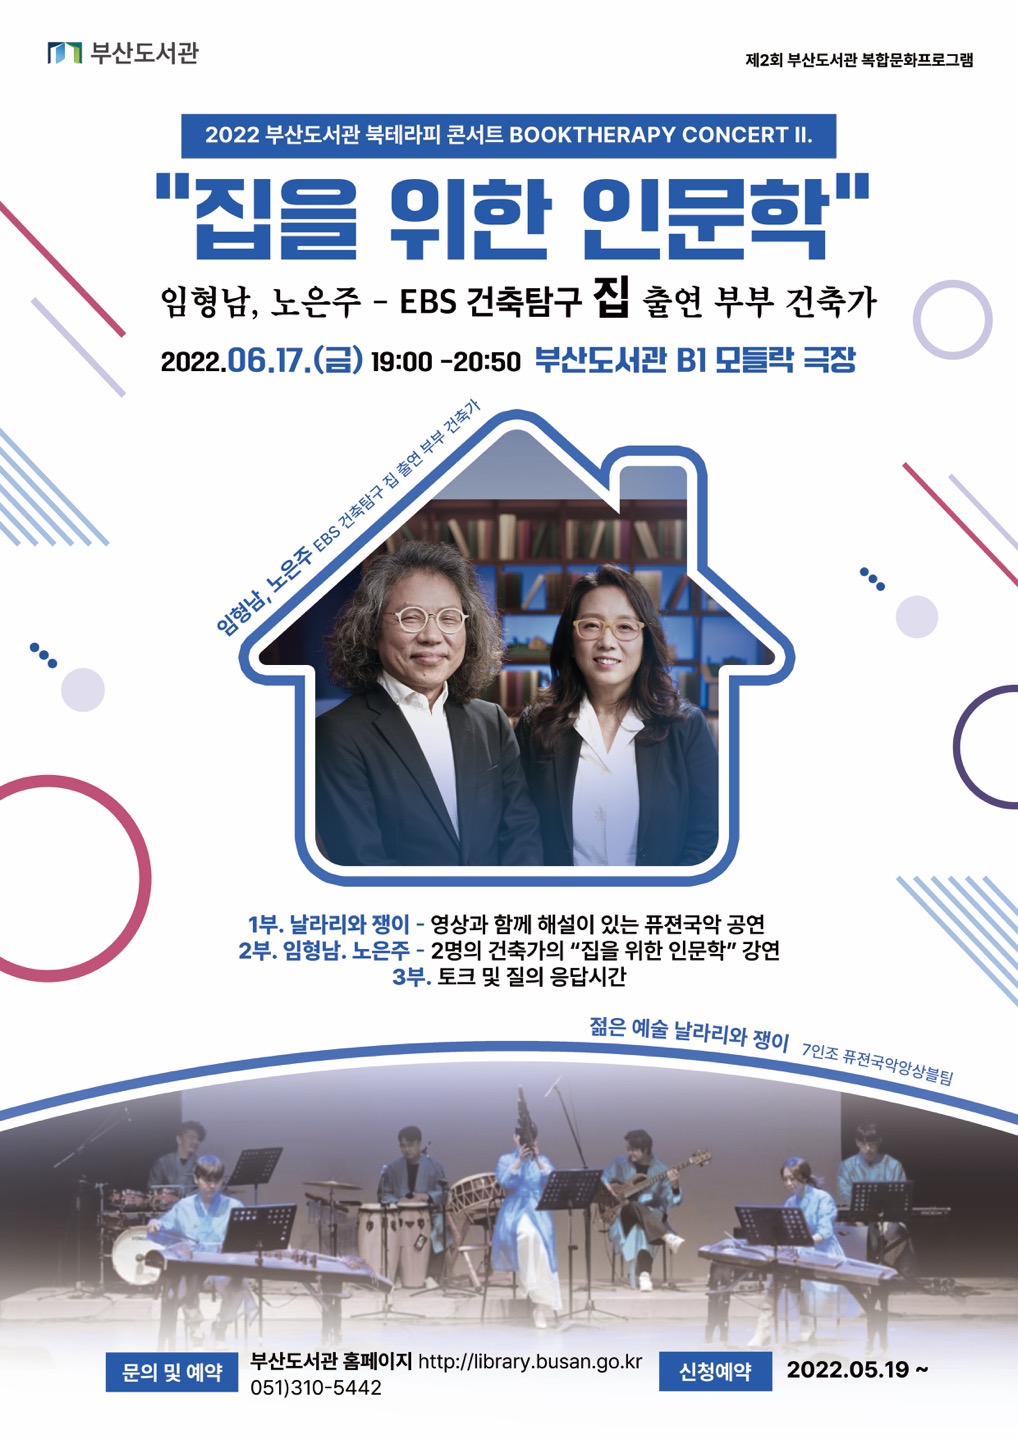 부산도서관
제2회 부산도서관 복합문화프로그램
2022 부산도서관 북테라피 콘서트 BOOKTHERAPY CONCERT II.
"집을 위한 인문학"
임형남, 노은주 - EBS 건축탐구 집 출연 부부 건축가
2022.06.17.(금) 19:00 -20:50 부산도서관 B1 모들락 극장
임형남, 노은주 EBS 건축탐구 집 출연 부부 건축가
1부. 날라리와 쟁이 - 영상과 함께 해설이 있는 퓨젼국악 공연
2부. 임형남. 노은주 - 2명의 건축가의 “집을 위한 인문학” 강연
3부. 토크 및 질의 응답시간
젊은 예술 날라리와 쟁이 7인조 퓨젼국악앙상블팀
문의 및 예약 부산도서관 홈페이지 http://library.busan.go.kr
051)310-5442
신청예약 2022.05.19 ~